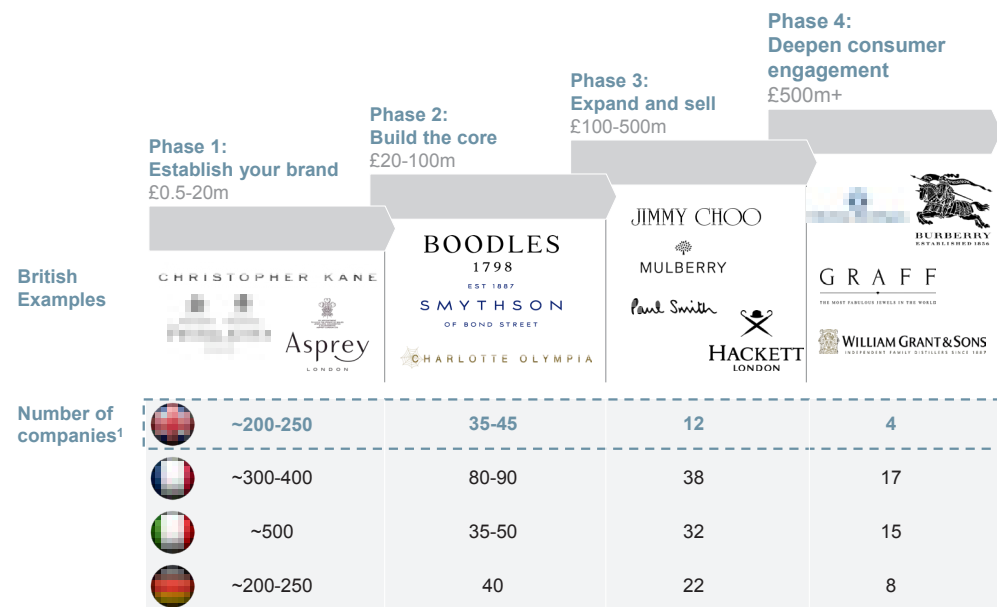 Phase 1:
Establish your brand
£0.5-20m
Phase 2:
Build the core
£20-100m
Phase 3:
Expand and sell
£100-500m
Phase 4:
Deepen consumer
engagement
£500m+
British
Examples
CHRISTOPHER KANE
Asprey
LONDON
BOODLES
1798
EST 1887
SMYTHSON
OF BOND STREET
CHARLOTTE OLYMPIA
JIMMY CHOO
MULBERRY
Paul Smith
HACKETT
LONDON
BURBERRY
ESTABLISHED 1856
GRAFF
THE MOST FABULOUS JEWELS IN THE WORLD
WILLIAM GRANT & SONS
INDEPENDENT FAMILY DISTILLERS SINCE 1887
Number of
companies¹
~200-250 35-45 12 4
~300-400 80-90 38 17
~500 35-50 32 15
~200-250 40 22 8